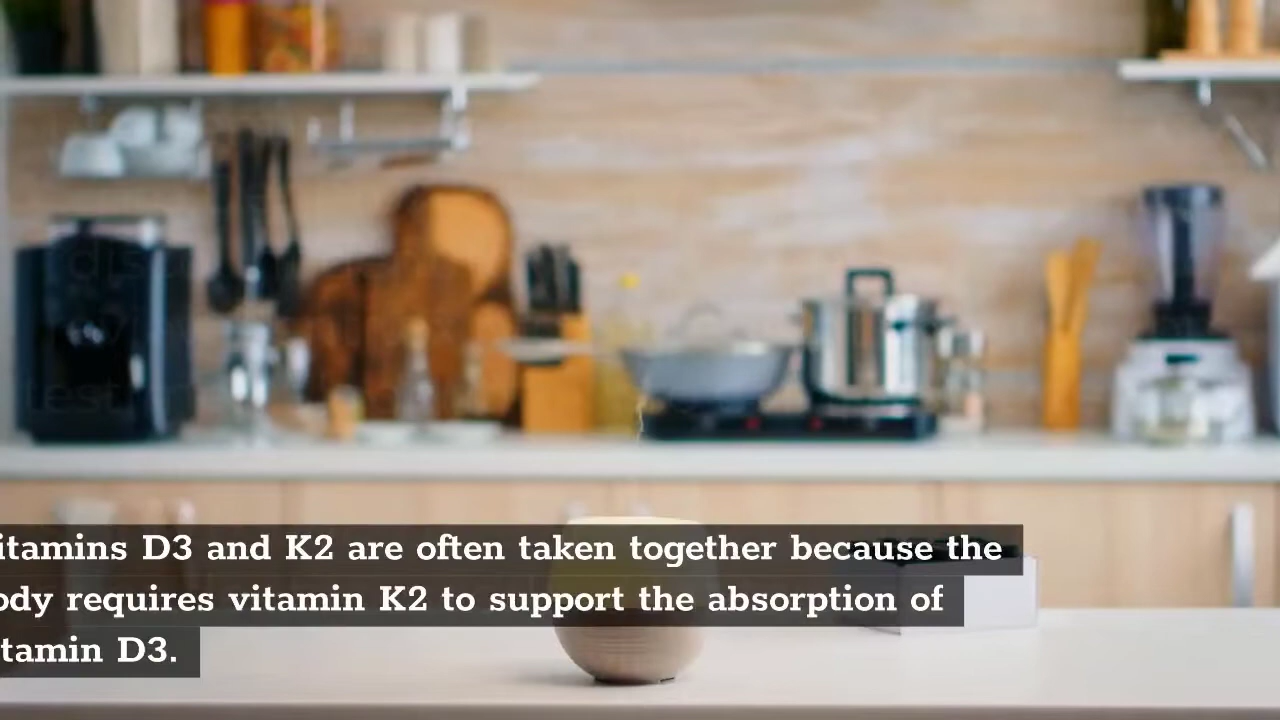 itamins D3 and K2 are often taken together because the
ody requires vitamin K2 to support the absorption of
tamin D3.